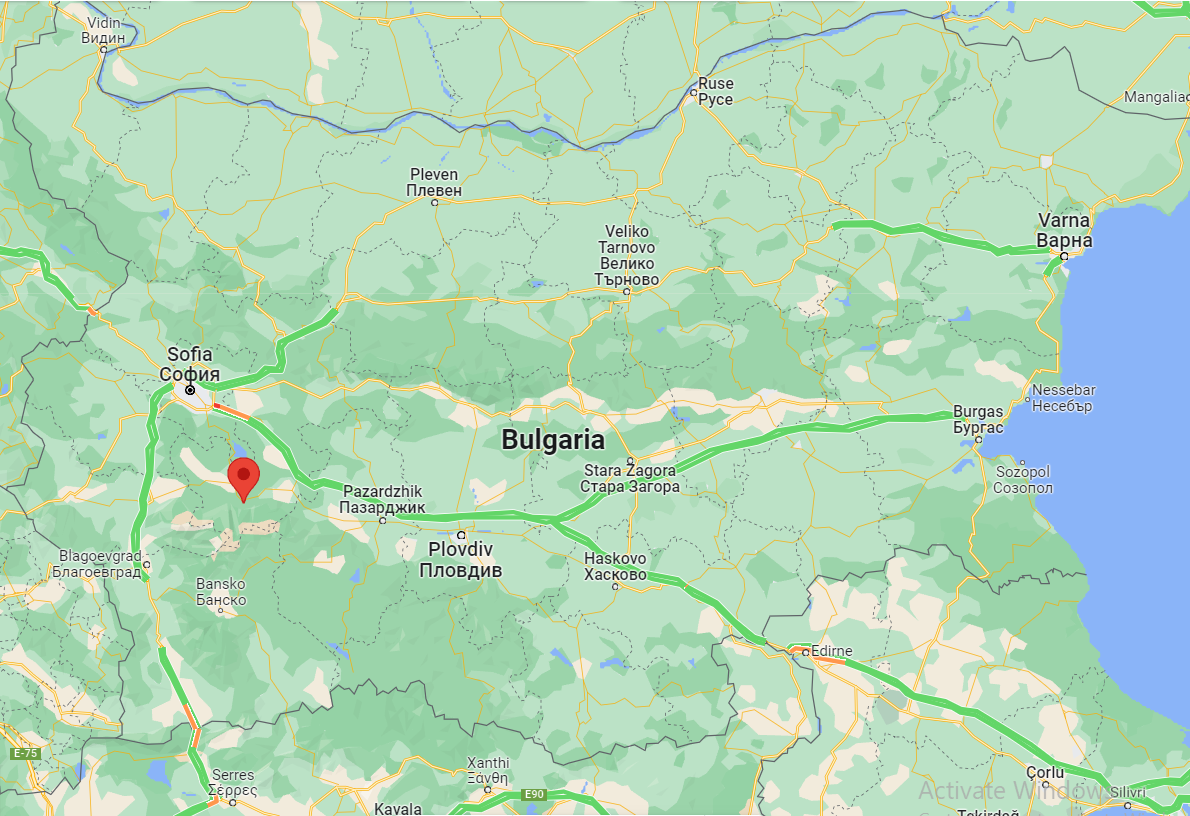 Vidin
Видин
Ruse
Русе
Mangalia
Pleven
Плевен
Varna
Варна
Veliko
Tarnovo
Велико
Търново
Sofia
София
Nessebar
Несебър
Burgas
Бургас
Bulgaria
Stara Zagora
Стара Загора
Sozopol
Созопол
Pazardzhik
Пазарджик
Plovdiv
Пловдив
Haskovo
Хасково
Blagoevgrad
Благоевград
Bansko
Банско
Edirne
E-75
Serres
Σέρρες
Xanthi
Ξάνθη
E90
Kavala
Çorlu
Silivri
Activate Windows
Tekirdağ